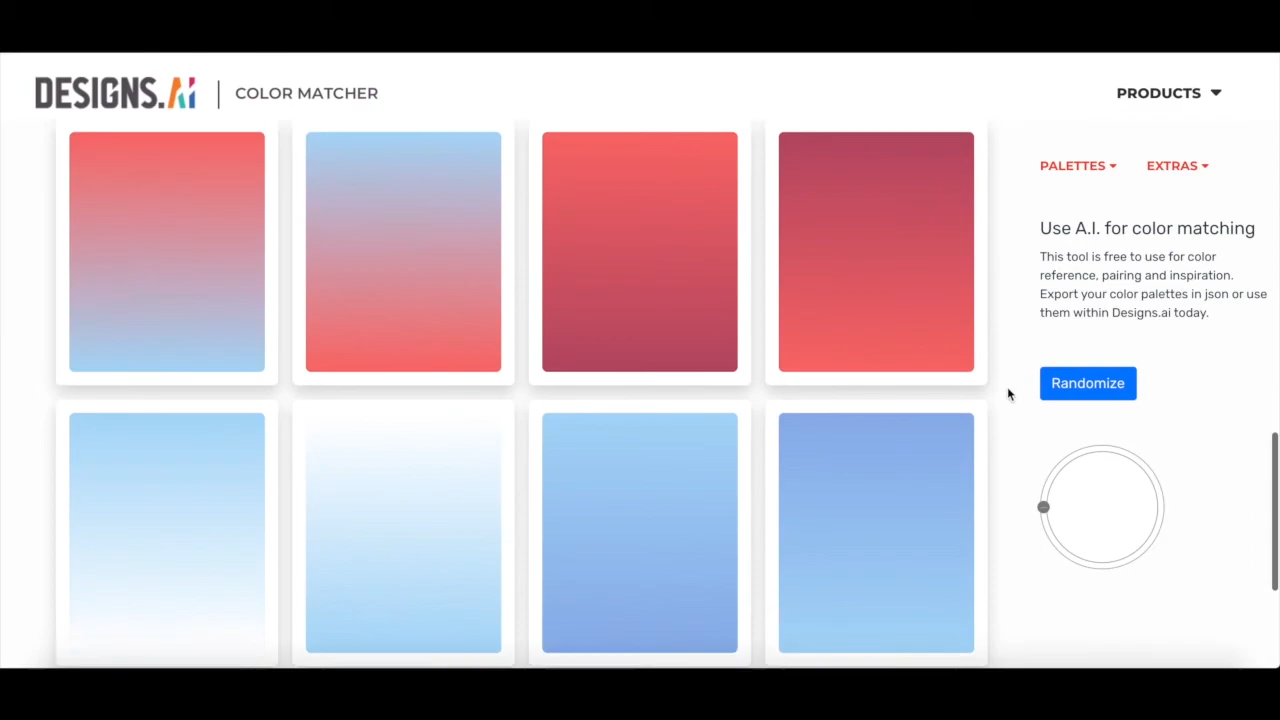 DESIGNS.AI | COLOR MATCHER
PRODUCTS
PALETTES
EXTRAS
Use A.I. for color matching
This tool is free to use for color
reference, pairing and inspiration.
Export your color palettes in json or use
them within Designs.ai today.
Randomize